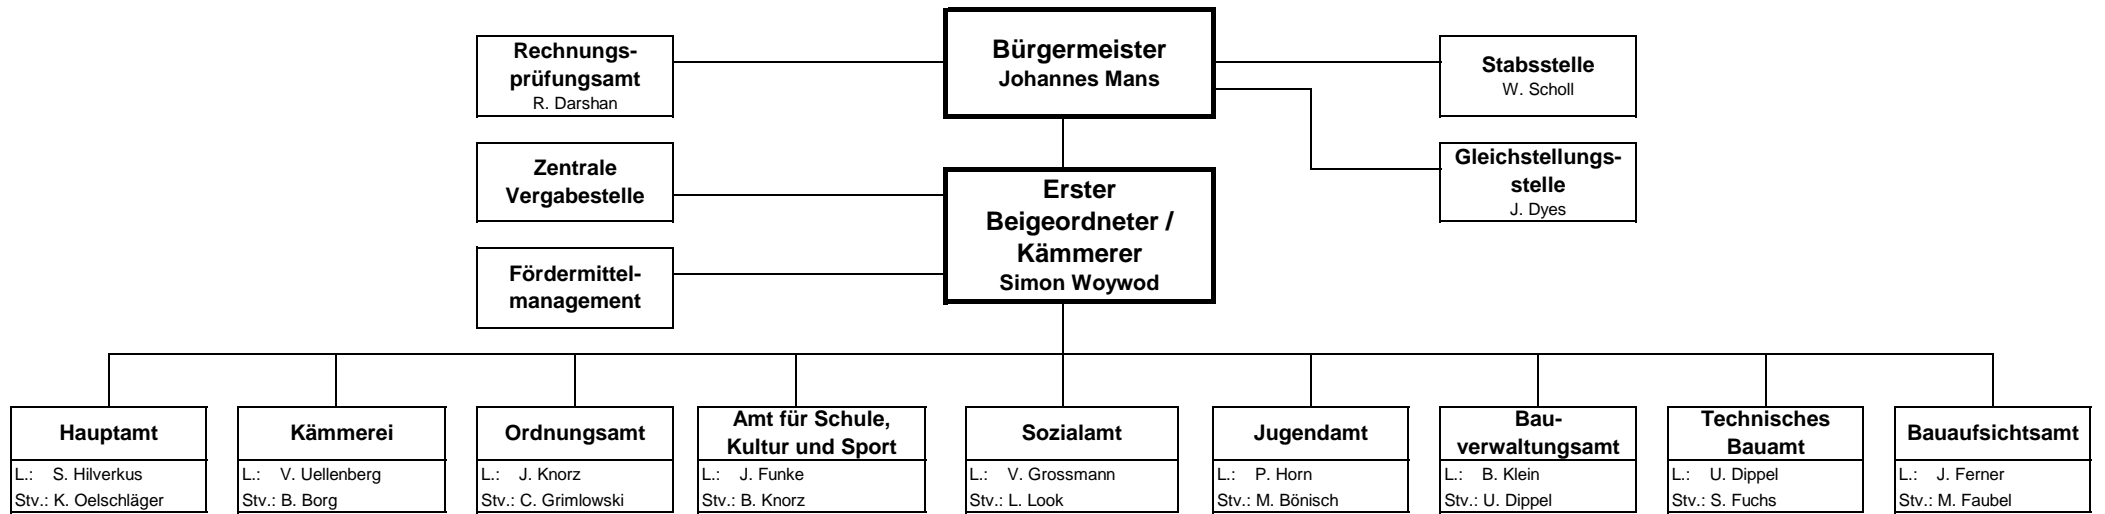 Rechnungs-
prüfungsamt
R. Darshan
Bürgermeister
Johannes Mans
Stabsstelle
W. Scholl
Zentrale
Vergabestelle
Erster
Beigeordneter /
Kämmerer
Simon Woywod
Gleichstellungs-
stelle
J. Dyes
Fördermittel-
management
Hauptamt
L.: S. Hilverkus
Stv.: K. Oelschläger
Kämmerei
L.: V. Uellenberg
Stv.: B. Borg
Ordnungsamt
L.: J. Knorz
Stv.: C. Grimlowski
Amt für Schule,
Kultur und Sport
L.: J. Funke
Stv.: B. Knorz
Sozialamt
L.: V. Grossmann
Stv.: L. Look
Jugendamt
L.: P. Horn
Stv.: M. Bönisch
Bau-
verwaltungsamt
L.: B. Klein
Stv.: U. Dippel
Technisches
Bauamt
L.: U. Dippel
Stv.: S. Fuchs
Bauaufsichtsamt
L.: J. Ferner
Stv.: M. Faubel